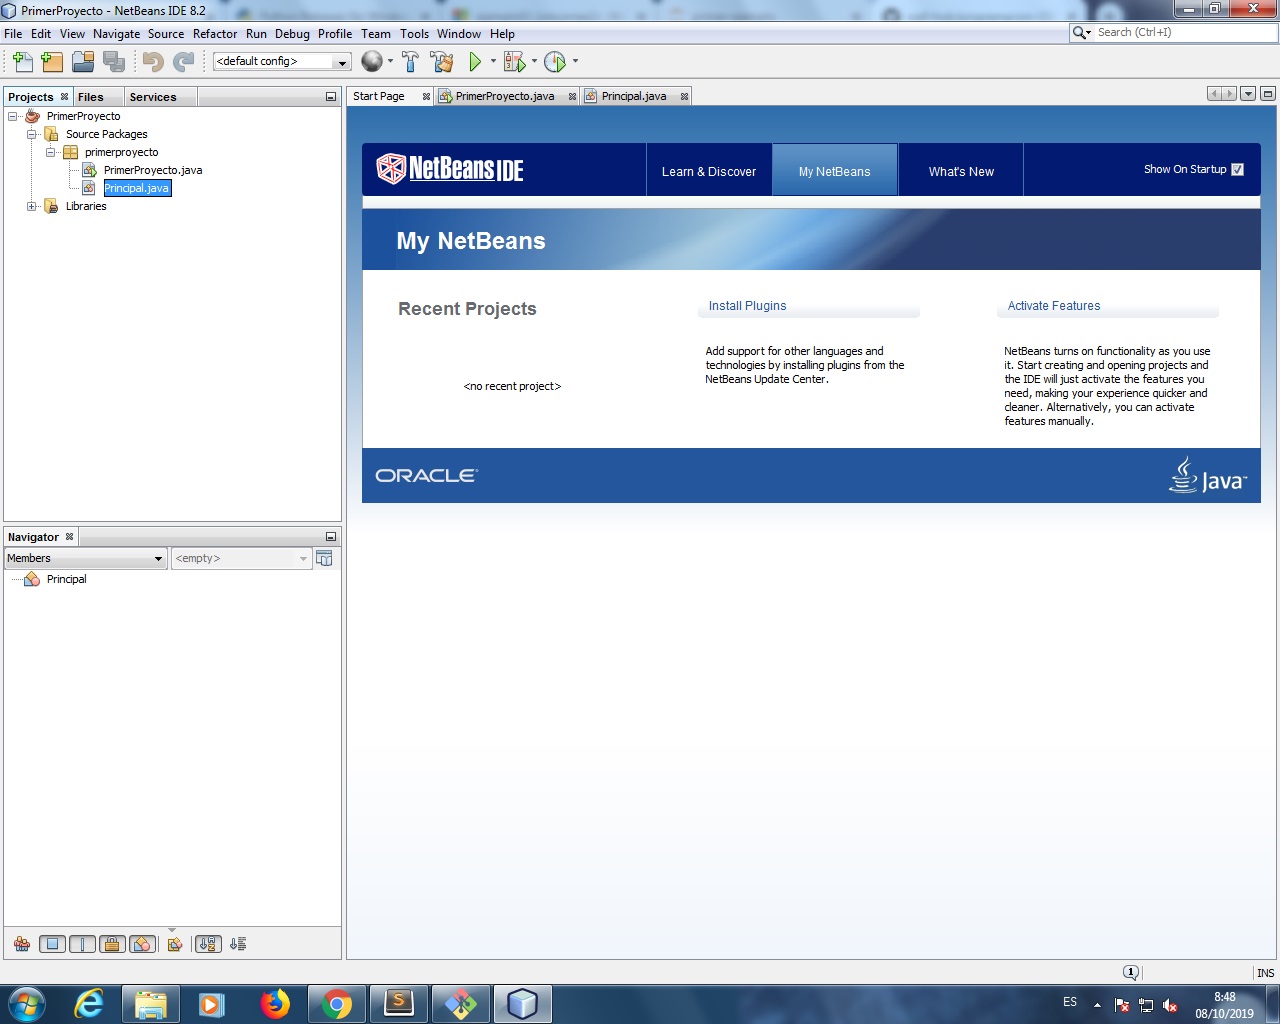 PrimerProyecto - NetBeans IDE 8.2
File Edit View Navigate Source Refactor Run Debug Profile Team Tools Window Help
Search (Ctrl+I)
<default config>
Projects Files Services
Start Page PrimerProyecto.java Principal.java
PrimerProyecto
Source Packages
primerproyecto
PrimerProyecto.java
Principal.java
Libraries
NetBeans IDE
Learn & Discover
My NetBeans
What's New
Show On Startup
My NetBeans
Recent Projects
<no recent project>
Install Plugins
Add support for other languages and
technologies by installing plugins from the
NetBeans Update Center.
Activate Features
NetBeans turns on functionality as you use
it. Start creating and opening projects and
the IDE will just activate the features you
need, making your experience quicker and
cleaner. Alternatively, you can activate
features manually.
ORACLE
Java
Navigator
Members
<empty>
Principal
1
INS
ES
8:48
08/10/2019